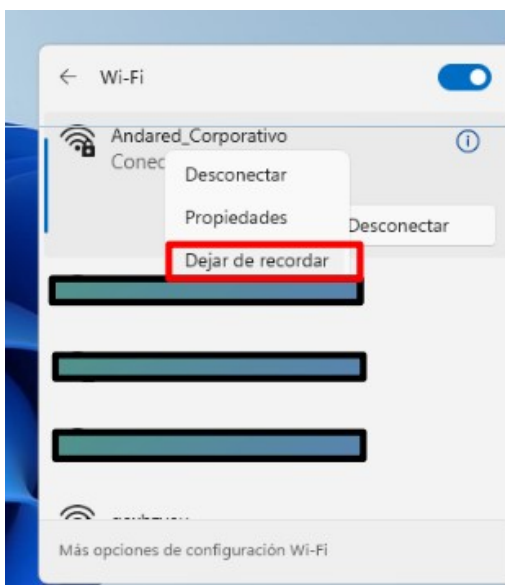 Wi-Fi
Andared_Corporativo
Conec
Desconectar
Propiedades
Desconectar
Dejar de recordar
Más opciones de configuración Wi-Fi